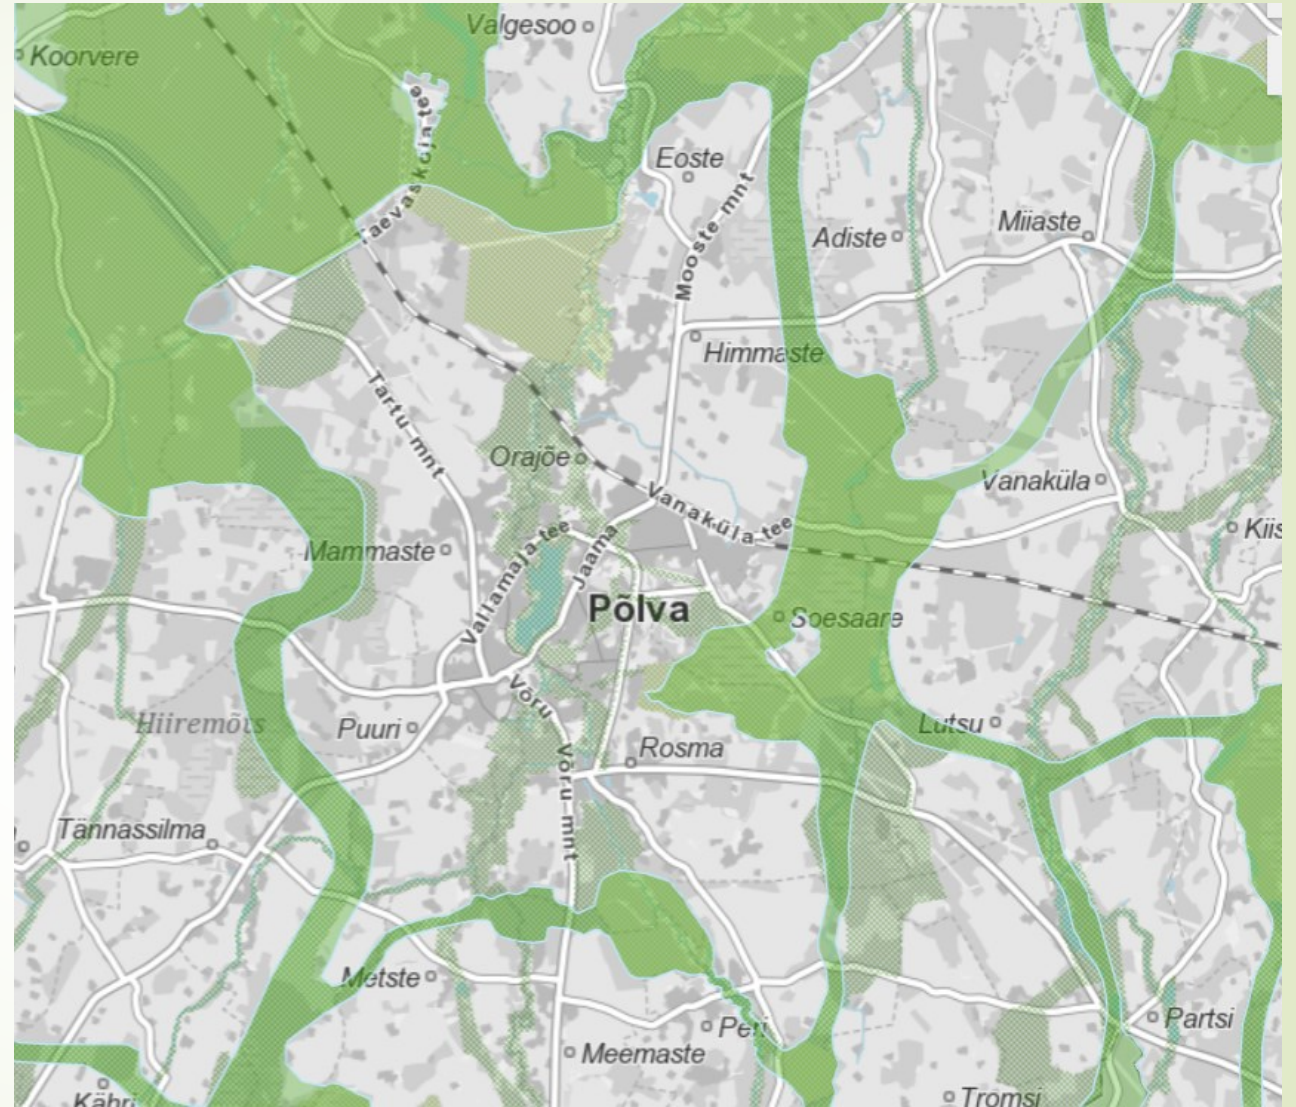 Valgesoo
Koorvere
Taevaskoja tee
Eoste
Mooste mnt
Adiste
Miiaste
Himmaste
Tartu mnt
Orajõe
Vanaküla
Vanaküla tee
Kiis
Mammaste
Vallamaja tee
Jaama
Põlva
Soesaare
Hiiremõts
Puuri
Võru
Lutsu
Rosma
Võru mnt
Tännassilma
Metste
Partsi
Peri
Meemaste
Kähri
Tromsi